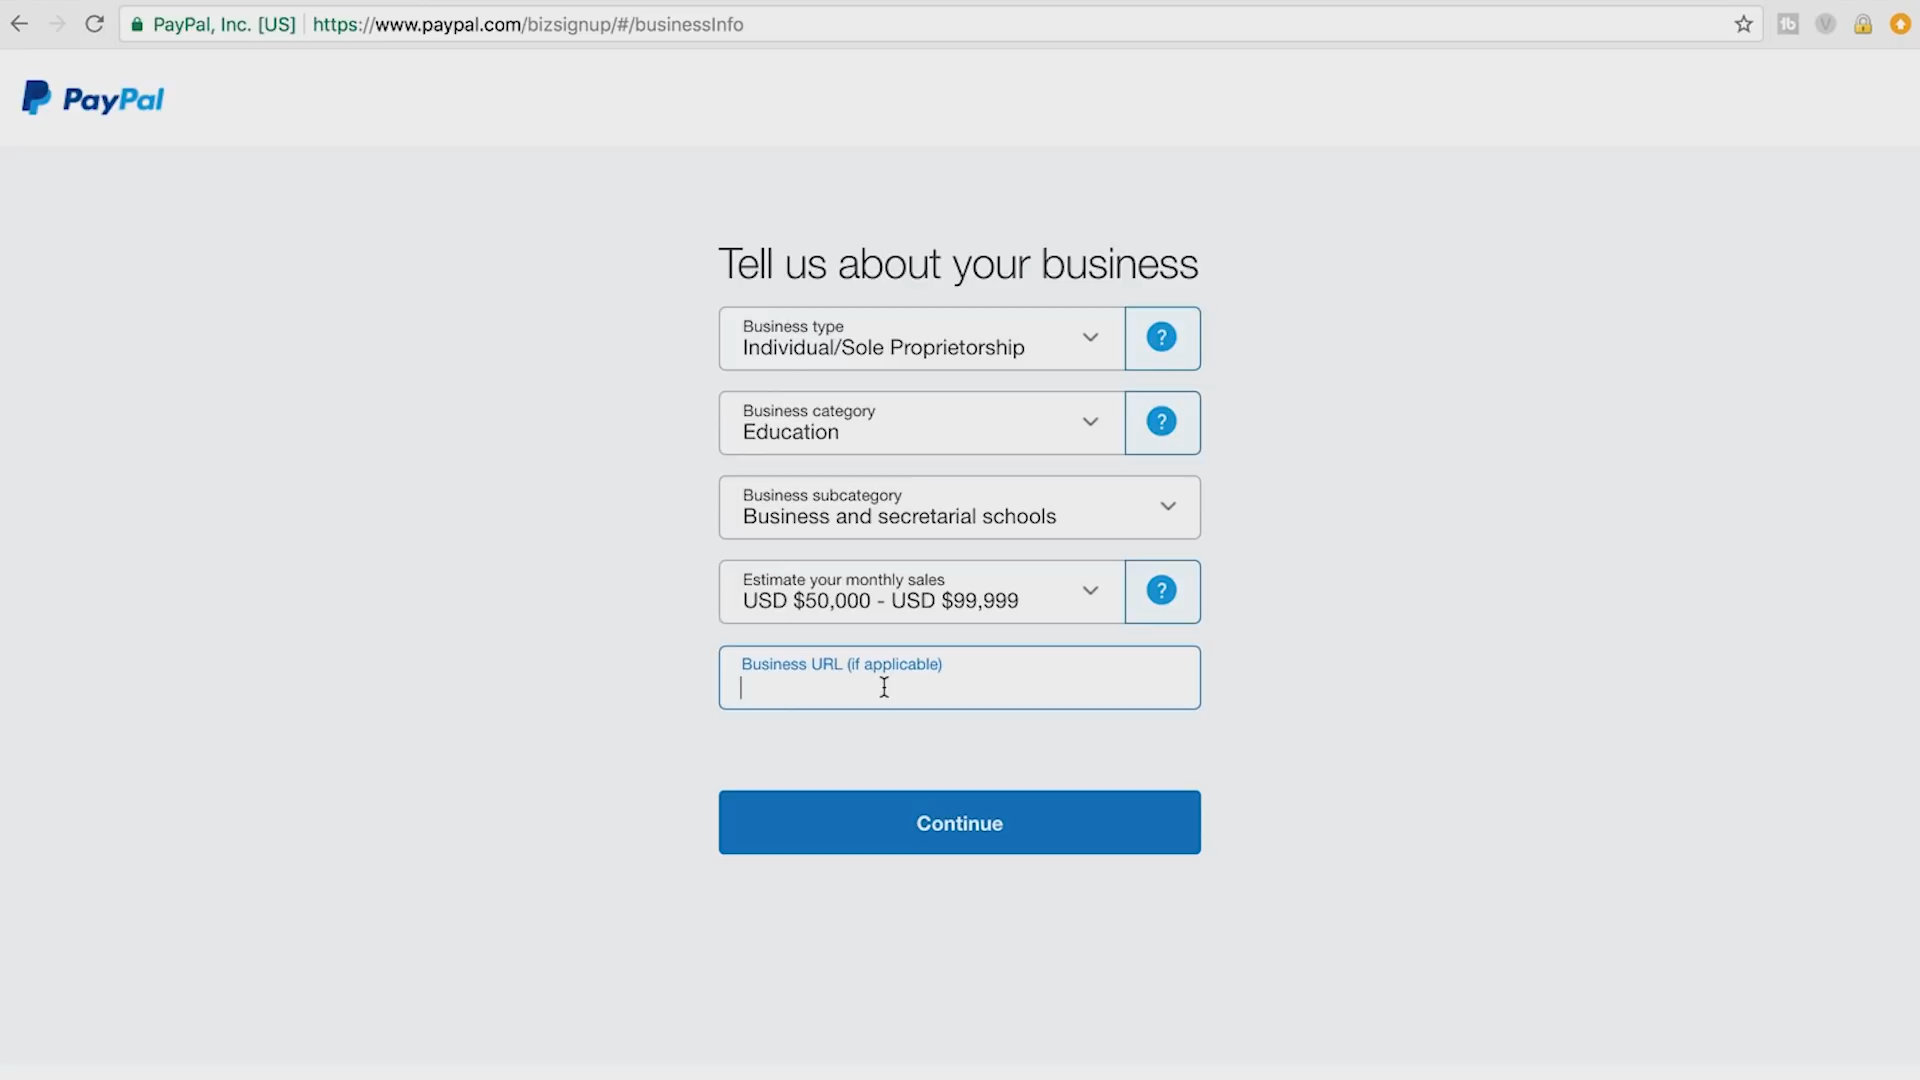 PayPal, Inc. [US] https://www.paypal.com/bizsignup/#/businessInfo
PayPal
Tell us about your business
Business type
Individual/Sole Proprietorship
?
Business category
Education
?
Business subcategory
Business and secretarial schools
Estimate your monthly sales
USD $50,000 - USD $99,999
?
Business URL (if applicable)
Continue